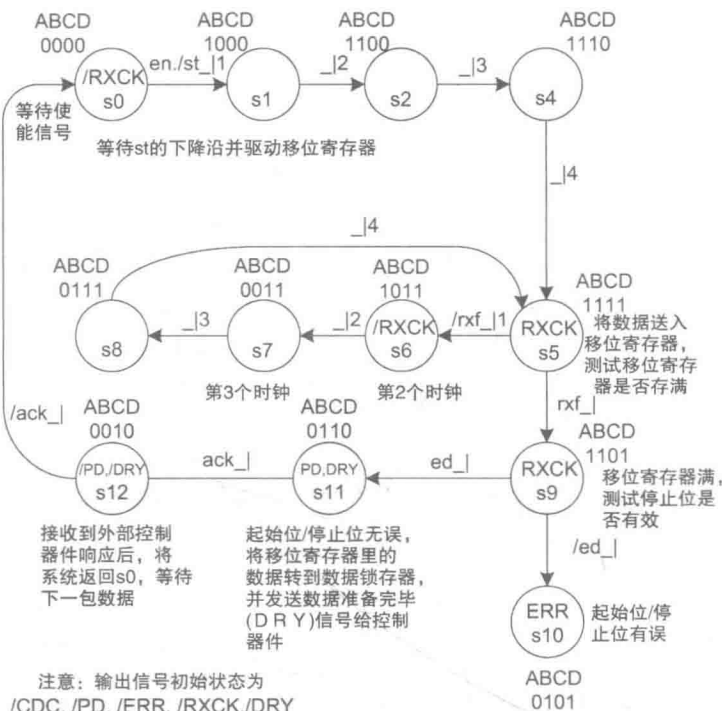 ABCD
0000
ABCD
1000
ABCD
1100
ABCD
1110
/RXCK
s0
en./st_|1
s1
_|2
s2
_|3
s4
等待使
能信号
等待st的下降沿并驱动移位寄存器
_|4
_|4
ABCD
0111
ABCD
0011
ABCD
1011
ABCD
1111
s8
_|3
s7
_|2
/RXCK
s6
/rxf_|1
RXCK
s5
将数据送入
移位寄存器,
测试移位寄存
器是否存满
第3个时钟
第2个时钟
/ack_|
rxf_|
ABCD
0010
ABCD
0110
ABCD
1101
/PD,/DRY
s12
ack_|
PD,DRY
s11
ed_|
RXCK
s9
移位寄存器满,
测试停止位是
否有效
接收到外部控制
器件响应后，将
系统返回s0，等待
下一包数据
起始位/停止位无误，
将移位寄存器里的
数据转到数据锁存器，
并发送数据准备完毕
(D R Y)信号给控制
器件
/ed_|
ERR
s10
起始位/停
止位有误
ABCD
0101
注意：输出信号初始状态为
/CDC, /PD, /ERR, /RXCK,/DRY